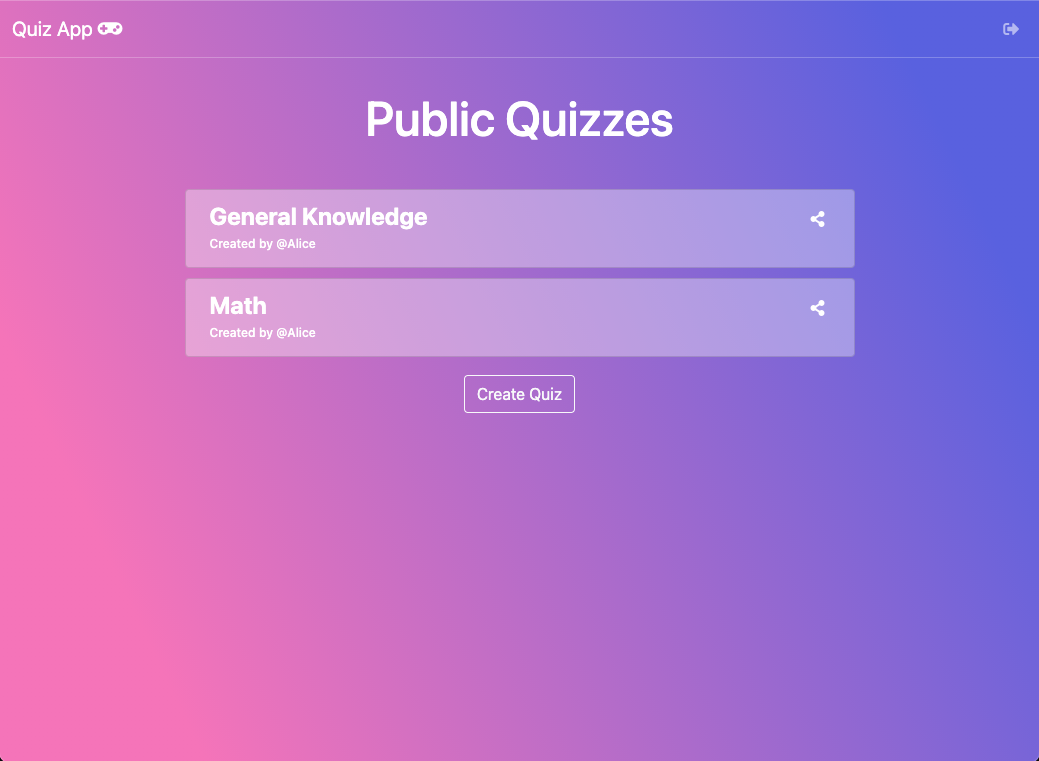 Quiz App
Public Quizzes
General Knowledge
Created by @Alice
Math
Created by @Alice
Create Quiz